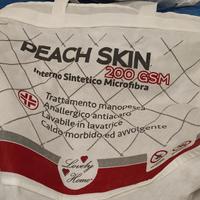 PEACH SKIN
200 GSM
Interno Sintetico Microfibra
Trattamento manopesca
Anallergico antiacaro
Lavabile in lavatrice
Caldo morbido ed avvolgente
Lovely
Home